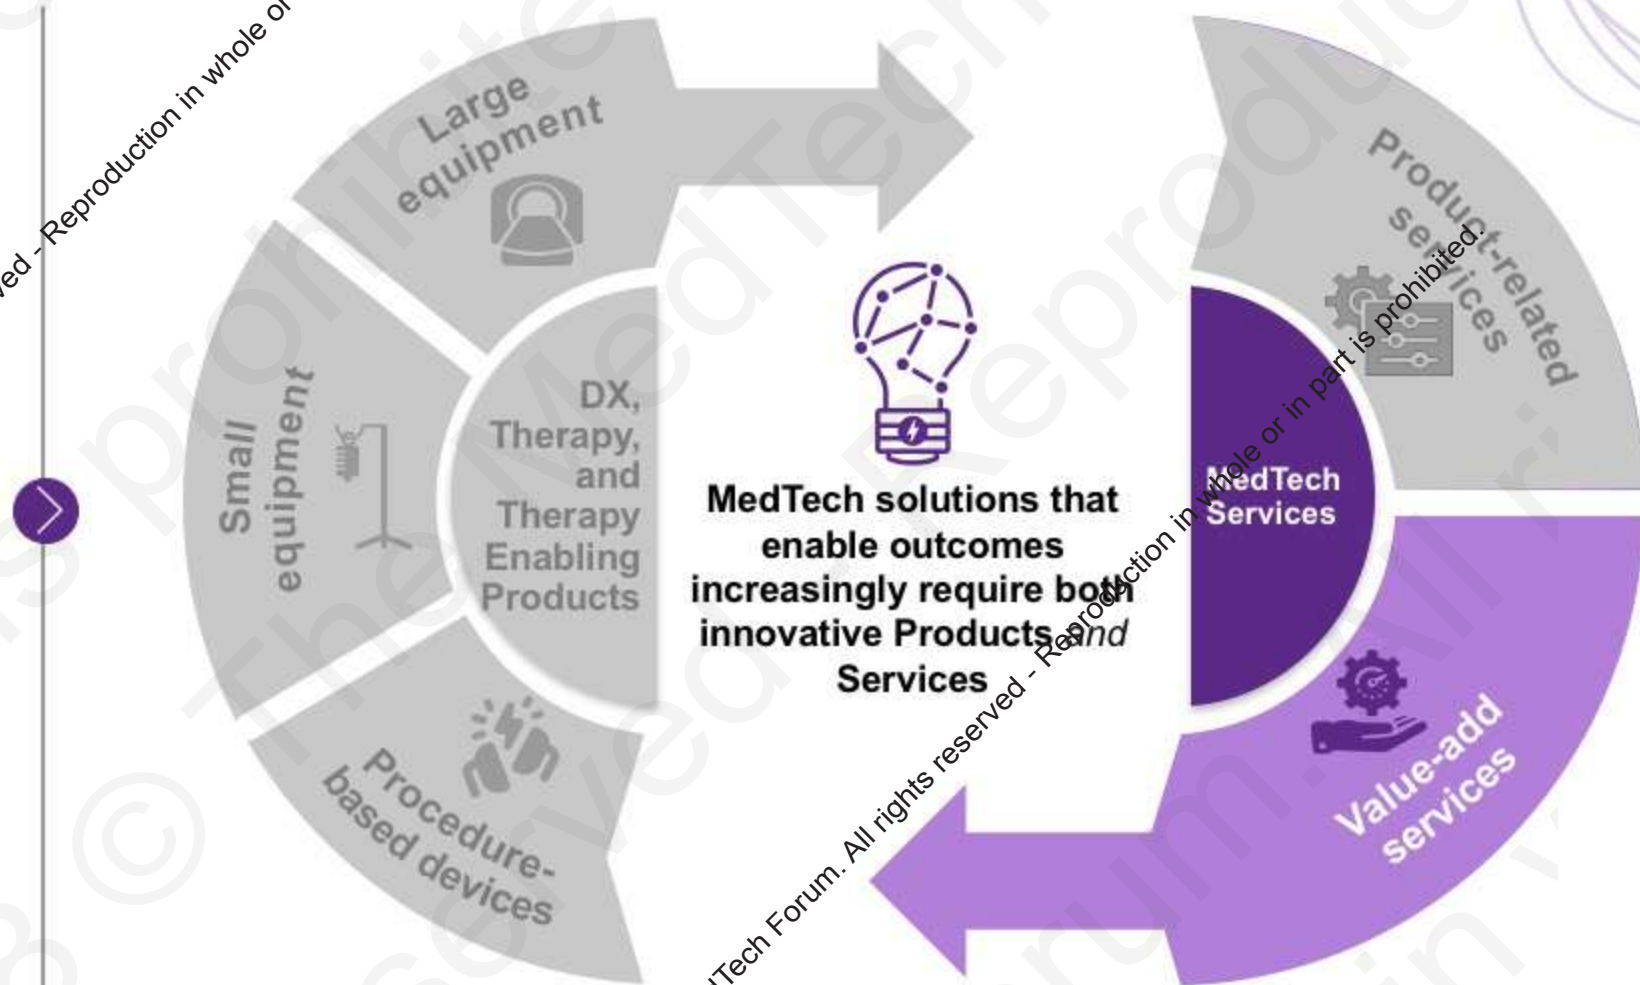 Large
equipment
Small
equipment
Procedure-
based devices
DX,
Therapy,
and
Therapy
Enabling
Products
MedTech solutions that
enable outcomes
increasingly require both
innovative Products and
Services
MedTech
Services
Product-related
services
Value-add
services
- Reproduction in whole or
Tech Forum. All rights reserved - Reproduction in whole or in part is prohibited.
© The MedTech